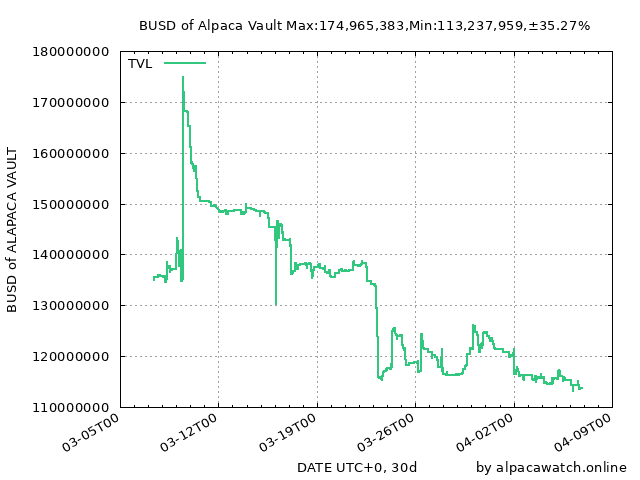 BUSD of Alpaca Vault Max:174,965,383,Min:113,237,959,±35.27%
180000000
TVL
170000000
160000000
150000000
140000000
130000000
120000000
110000000
BUSD of ALAPACA VAULT
03-05T00
03-12T00
03-19T00
03-26T00
04-02T00
04-09T00
DATE UTC+0, 30d
by alpacawatch.online